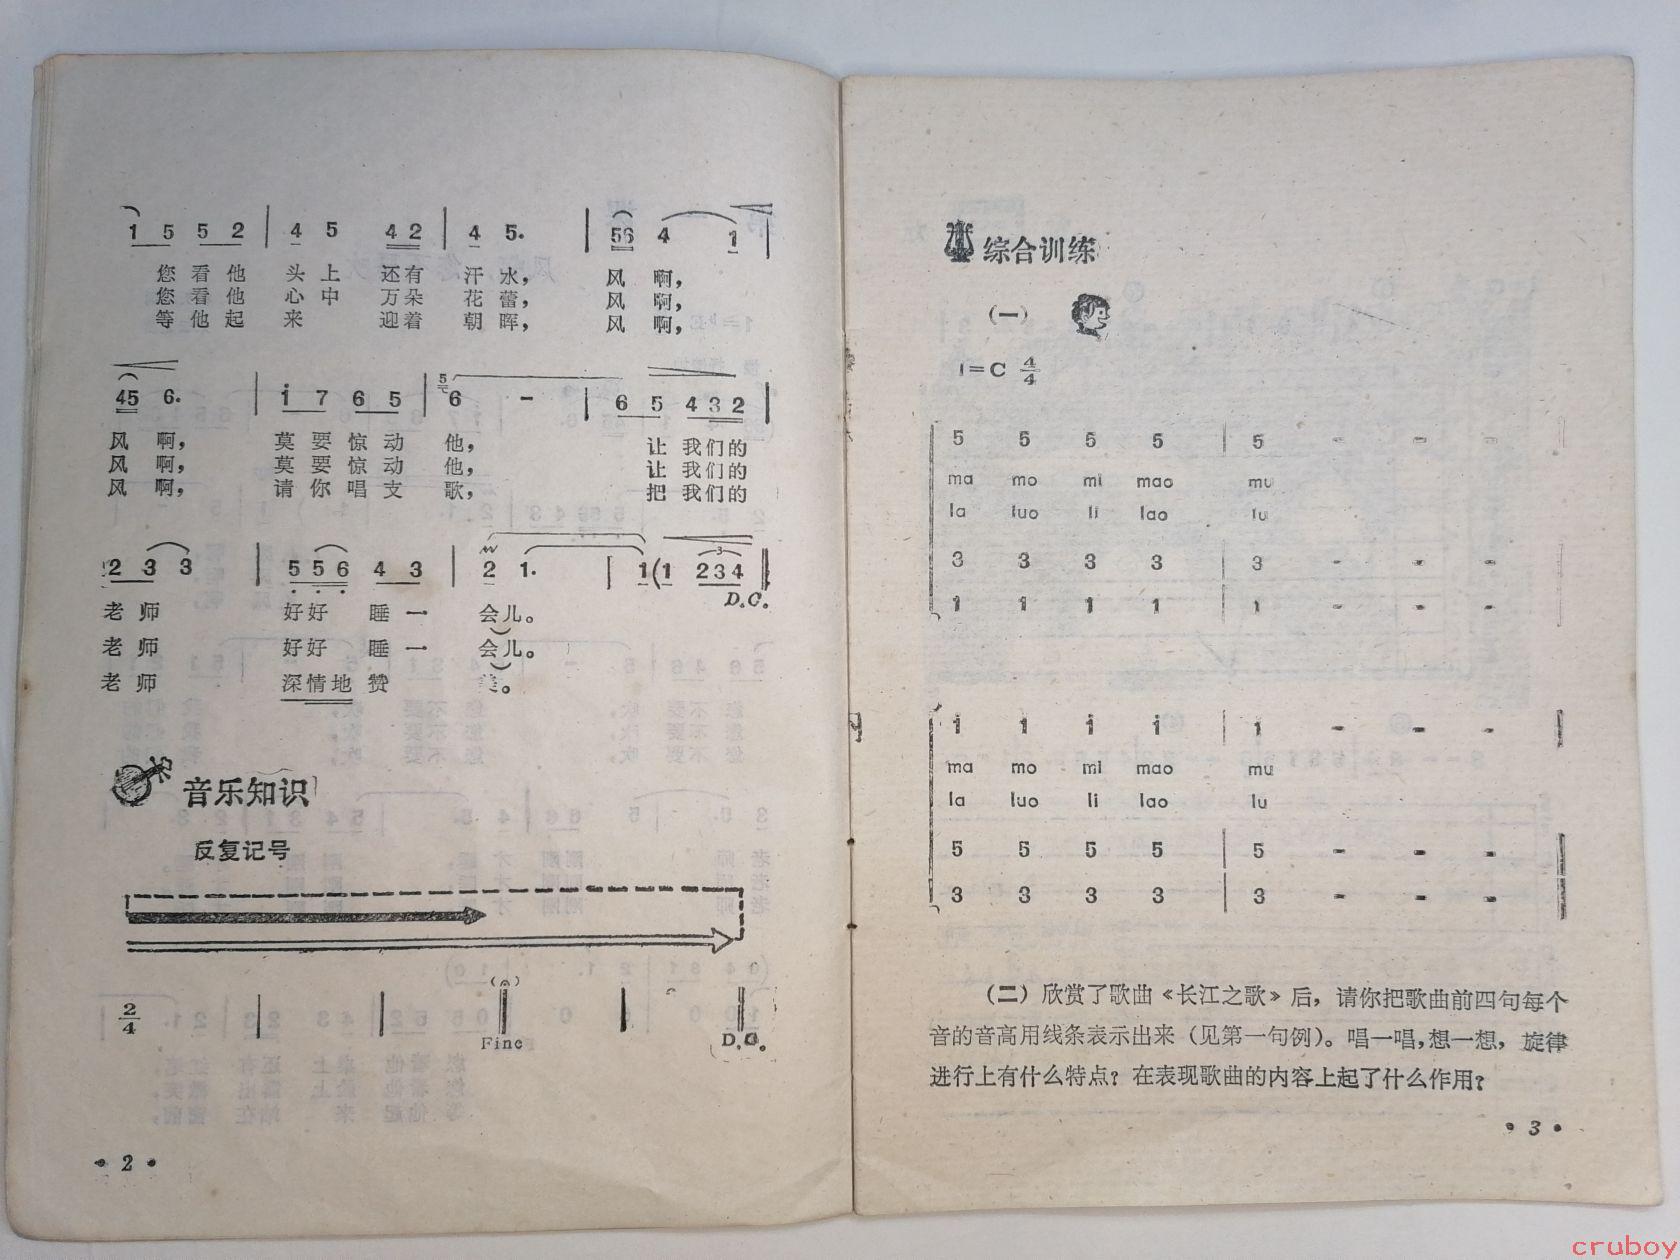 1 5 5 2 | 4 5 4 2 | 4 5. | 56 4 1 |
您 看 他 头 上 还 有 汗 水， 风 啊，
您 看 他 心 中 万 朵 花 蕾， 风 啊，
等 他 起 来 迎 着 朝 晖， 风 啊，
45 6. | i 7 6 5 | 5 6 - | 6 5 4 3 2 |
风 啊， 莫 要 惊 动 他， 让 我 们 的
风 啊， 莫 要 惊 动 他， 让 我 们 的
风 啊， 请 你 唱 支 歌， 把 我 们 的
2 3 3 | 5 5 6 4 3 | 2 1. | 1 (1 3 2 3 4
D.C.
老 师 好 好 睡 一 会 儿。
老 师 好 好 睡 一 会 儿。
老 师 深 情 地 赞 美。
音乐知识
反复记号
2/4 | | | | |
Fine D.C.
• 2 •
综合训练
（一）
1=C 4/4
5 5 5 5 | 5 - - -
ma mo mi mao mu
la luo li lao lu
3 3 3 3 | 3 - - -
1 1 1 1 | 1 - - -
i i i i | i - - - |
ma mo mi mao mu
la luo li lao lu
5 5 5 5 | 5 - - - |
3 3 3 3 | 3 - - - |
（二）欣赏了歌曲《长江之歌》后，请你把歌曲前四句每个
音的音高用线条表示出来（见第一句例）。唱一唱，想一想，旋律
进行上有什么特点？在表现歌曲的内容上起了什么作用？
• 3 •
cruboy